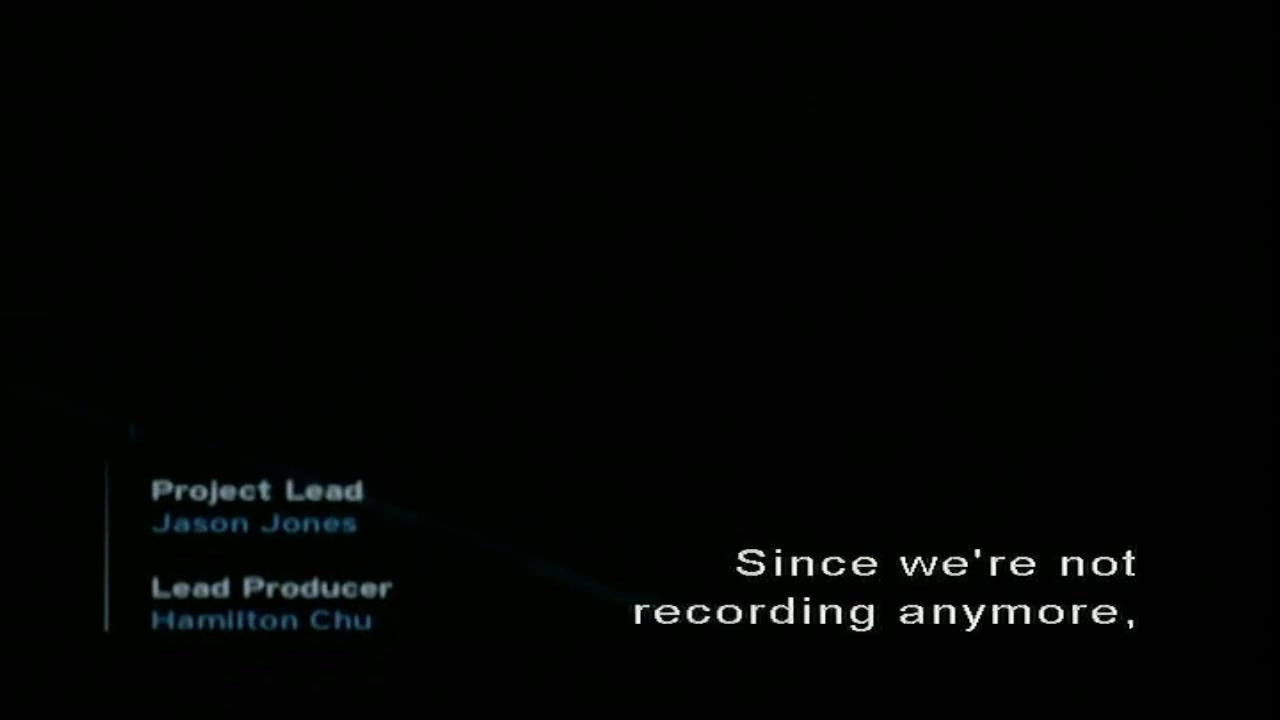 Project Lead
Jason Jones
Lead Producer
Hamilton Chu
Since we're not
recording anymore,